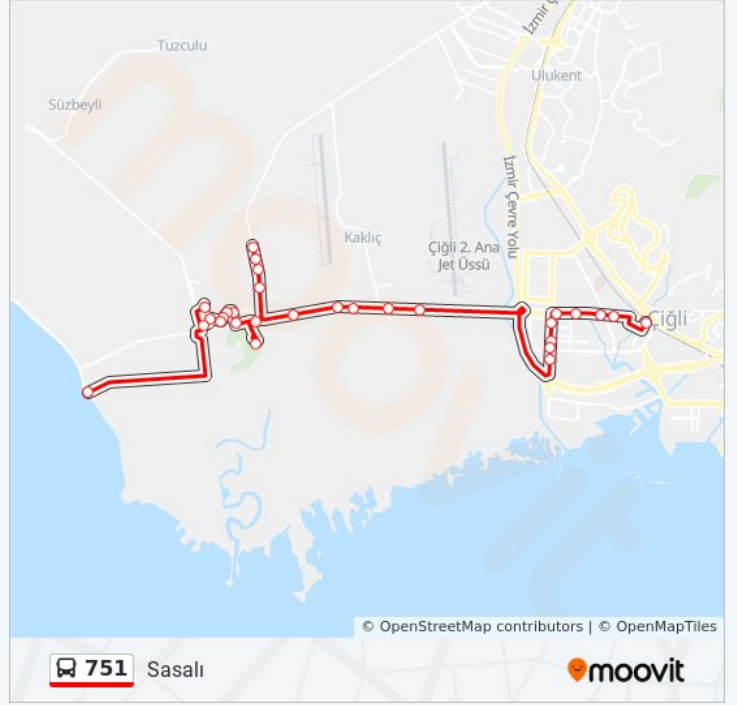 İzmir Ç
Tuzculu
Ulukent
Süzbeyli
İzmir Çevre Yolu
Kaklıç
Çiğli 2. Ana
Jet Üssü
Çiğli
moovit
© OpenStreetMap contributors | © OpenMapTiles
751 Sasalı
moovit